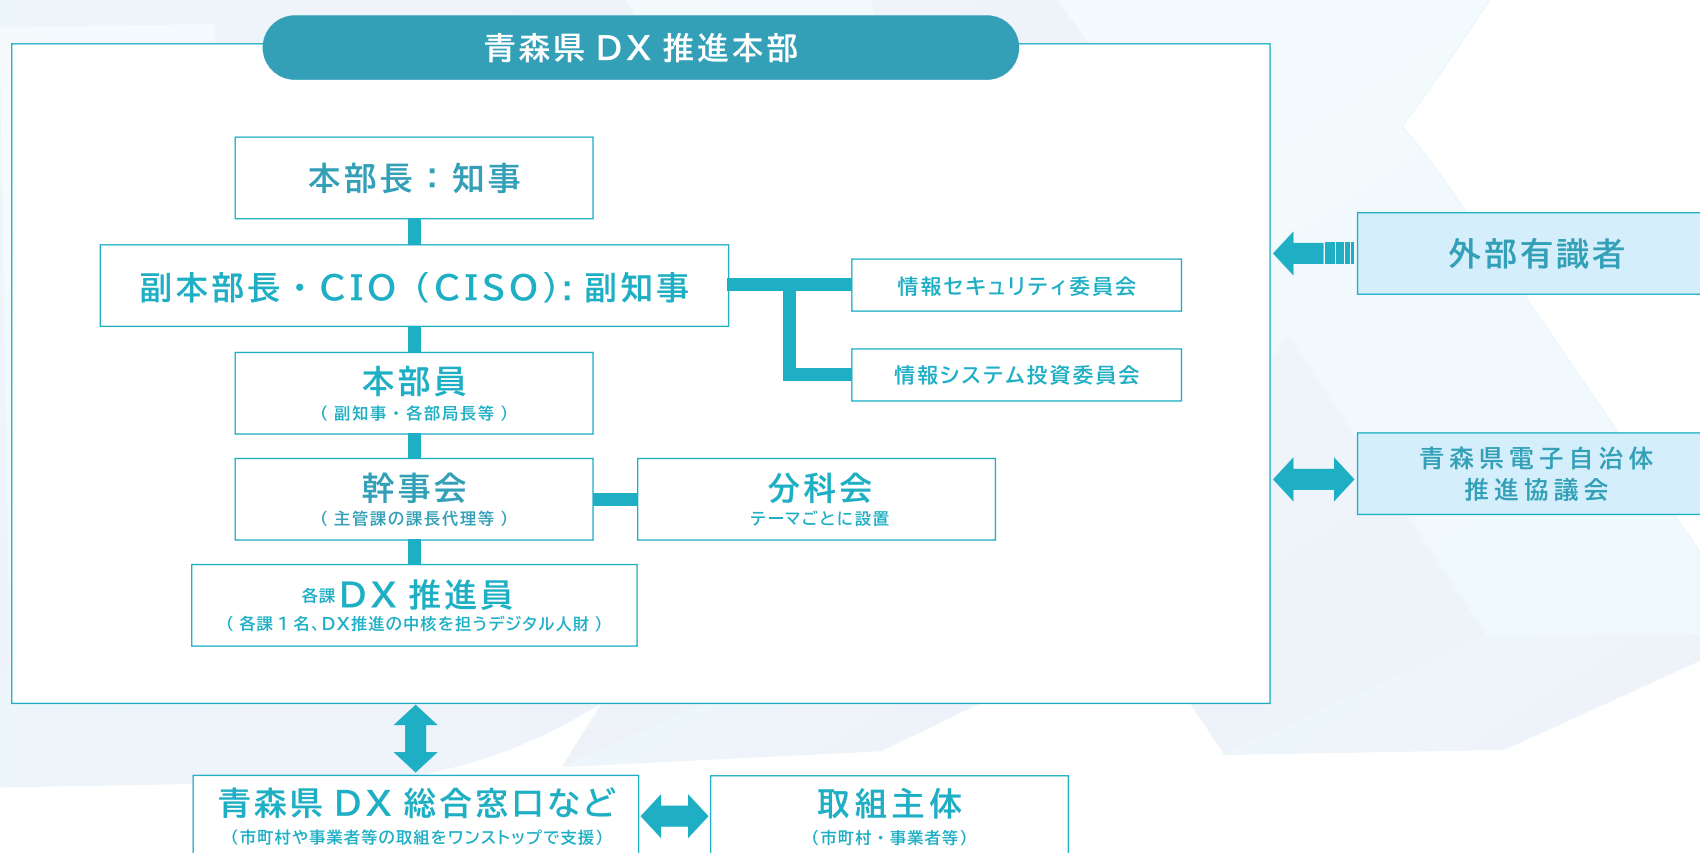 青森県 DX 推進本部
本部長：知事
副本部長・CIO（CISO）: 副知事
情報セキュリティ委員会
情報システム投資委員会
本部員
（ 副知事・各部局長等 ）
幹事会
（ 主管課の課長代理等 ）
分科会
テーマごとに設置
各課 DX 推進員
（ 各課 1 名、DX推進の中核を担うデジタル人財 ）
外部有識者
青森県電子自治体
推進協議会
青森県 DX 総合窓口など
（市町村や事業者等の取組をワンストップで支援）
取組主体
（市町村・事業者等）